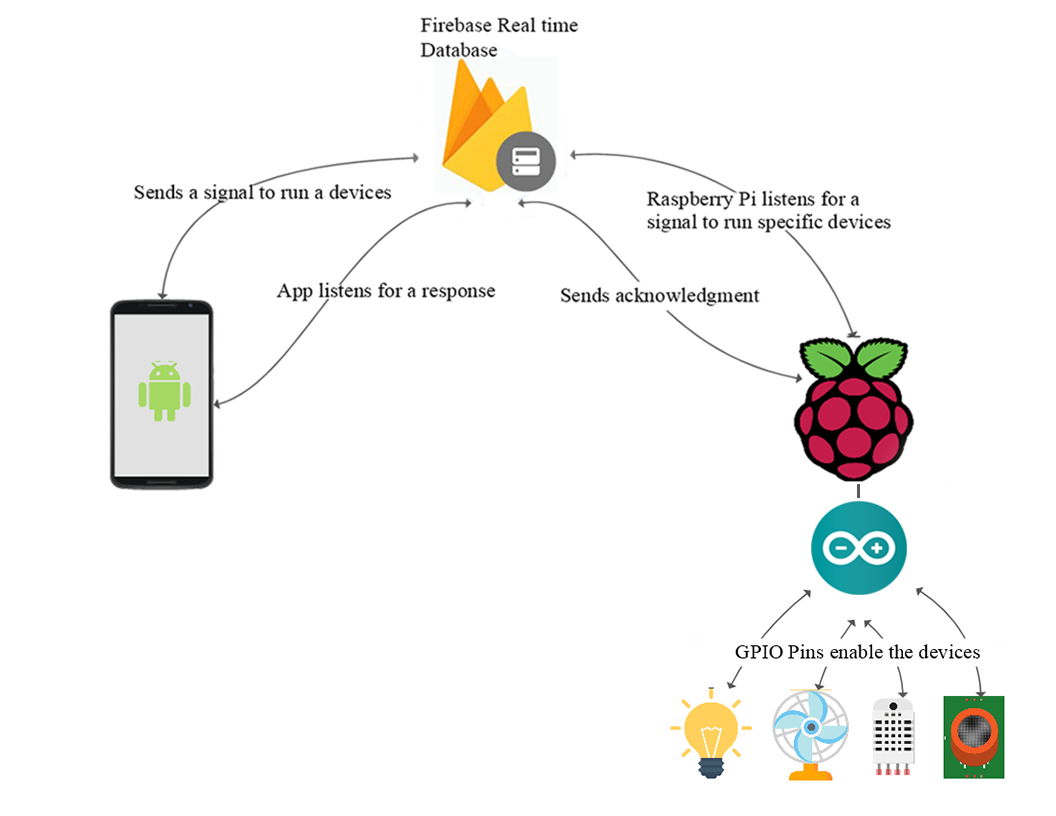 Firebase Real time
Database
Sends a signal to run a devices
Raspberry Pi listens for a
signal to run specific devices
App listens for a response
Sends acknowledgment
GPIO Pins enable the devices